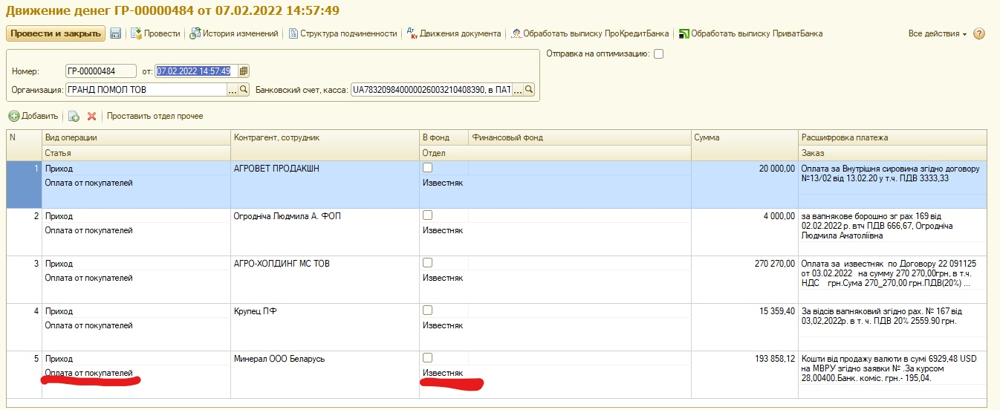 Движение денег ГР-00000484 от 07.02.2022 14:57:49
Провести и закрыть Провести История изменений Структура подчиненности Дт Кт Движения документа Обработать выписку ПроКредитБанка Обработать выписку ПриватБанка Все действия
Отправка на оптимизацию:
Номер: ГР-00000484 от: 07.02.2022 14:57:49
Организация: ГРАНД ПОМОЛ ТОВ ... Банковский счет, касса: UA783209840000026003210408390, в ПАТ ...
Добавить Проставить отдел прочее
N Вид операции Контрагент, сотрудник В фонд Финансовый фонд Сумма Расшифровка платежа
Статья Отдел Заказ
1 Приход АГРОВЕТ ПРОДАКШН 20 000,00 Оплата за Внутрішня сировина згідно договору
Оплата от покупателей Известняк №13/02 від 13.02.20 у т.ч. ПДВ 3333,33
2 Приход Огродніча Людмила А. ФОП 4 000,00 за вапнякове борошно зг рах 169 від
Оплата от покупателей Известняк 02.02.2022 р. втч ПДВ 666,67, Огродніча
Людмила Анатоліївна
3 Приход АГРО-ХОЛДИНГ МС ТОВ 270 270,00 Оплата за известняк по Договору 22 091125
Оплата от покупателей Известняк от 03.02.2022 на сумму 270 270,00грн, в т.ч.
НДС грн.Сума 270_270,00 грн.ПДВ(20%) ...
4 Приход Крупец ПФ 15 359,40 За відсів вапняковий згідно рах. № 167 від
Оплата от покупателей Известняк 03,02,2022р. в т. ч. ПДВ 20% 2559.90 грн.
5 Приход Минерал ООО Беларусь 193 858,12 Кошти від продажу валюти в сумі 6929,48 USD
Оплата от покупателей Известняк на МВРУ згідно заявки № .За курсом
28,00400.Банк. коміс. грн.- 195,04.